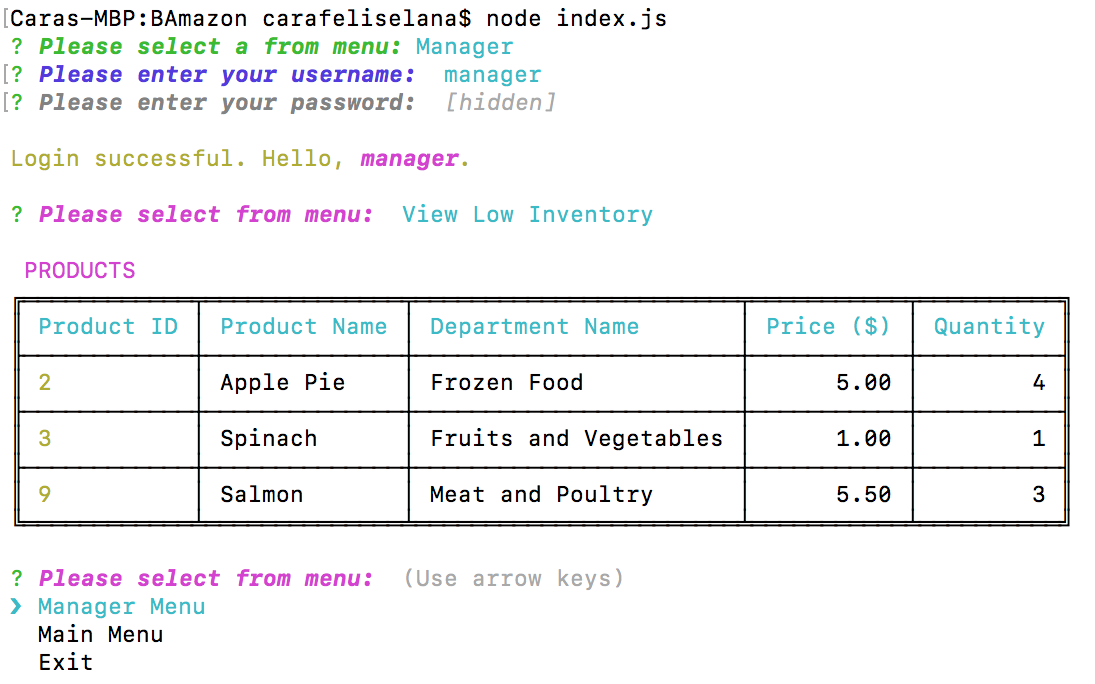 [Caras-MBP:BAmazon carafeliselana$ node index.js
? Please select a from menu: Manager
[? Please enter your username: manager
[? Please enter your password: [hidden]
Login successful. Hello, manager.
? Please select from menu: View Low Inventory
PRODUCTS
Product ID Product Name Department Name Price ($) Quantity
2 Apple Pie Frozen Food 5.00 4
3 Spinach Fruits and Vegetables 1.00 1
9 Salmon Meat and Poultry 5.50 3
? Please select from menu: (Use arrow keys)
❯ Manager Menu
Main Menu
Exit